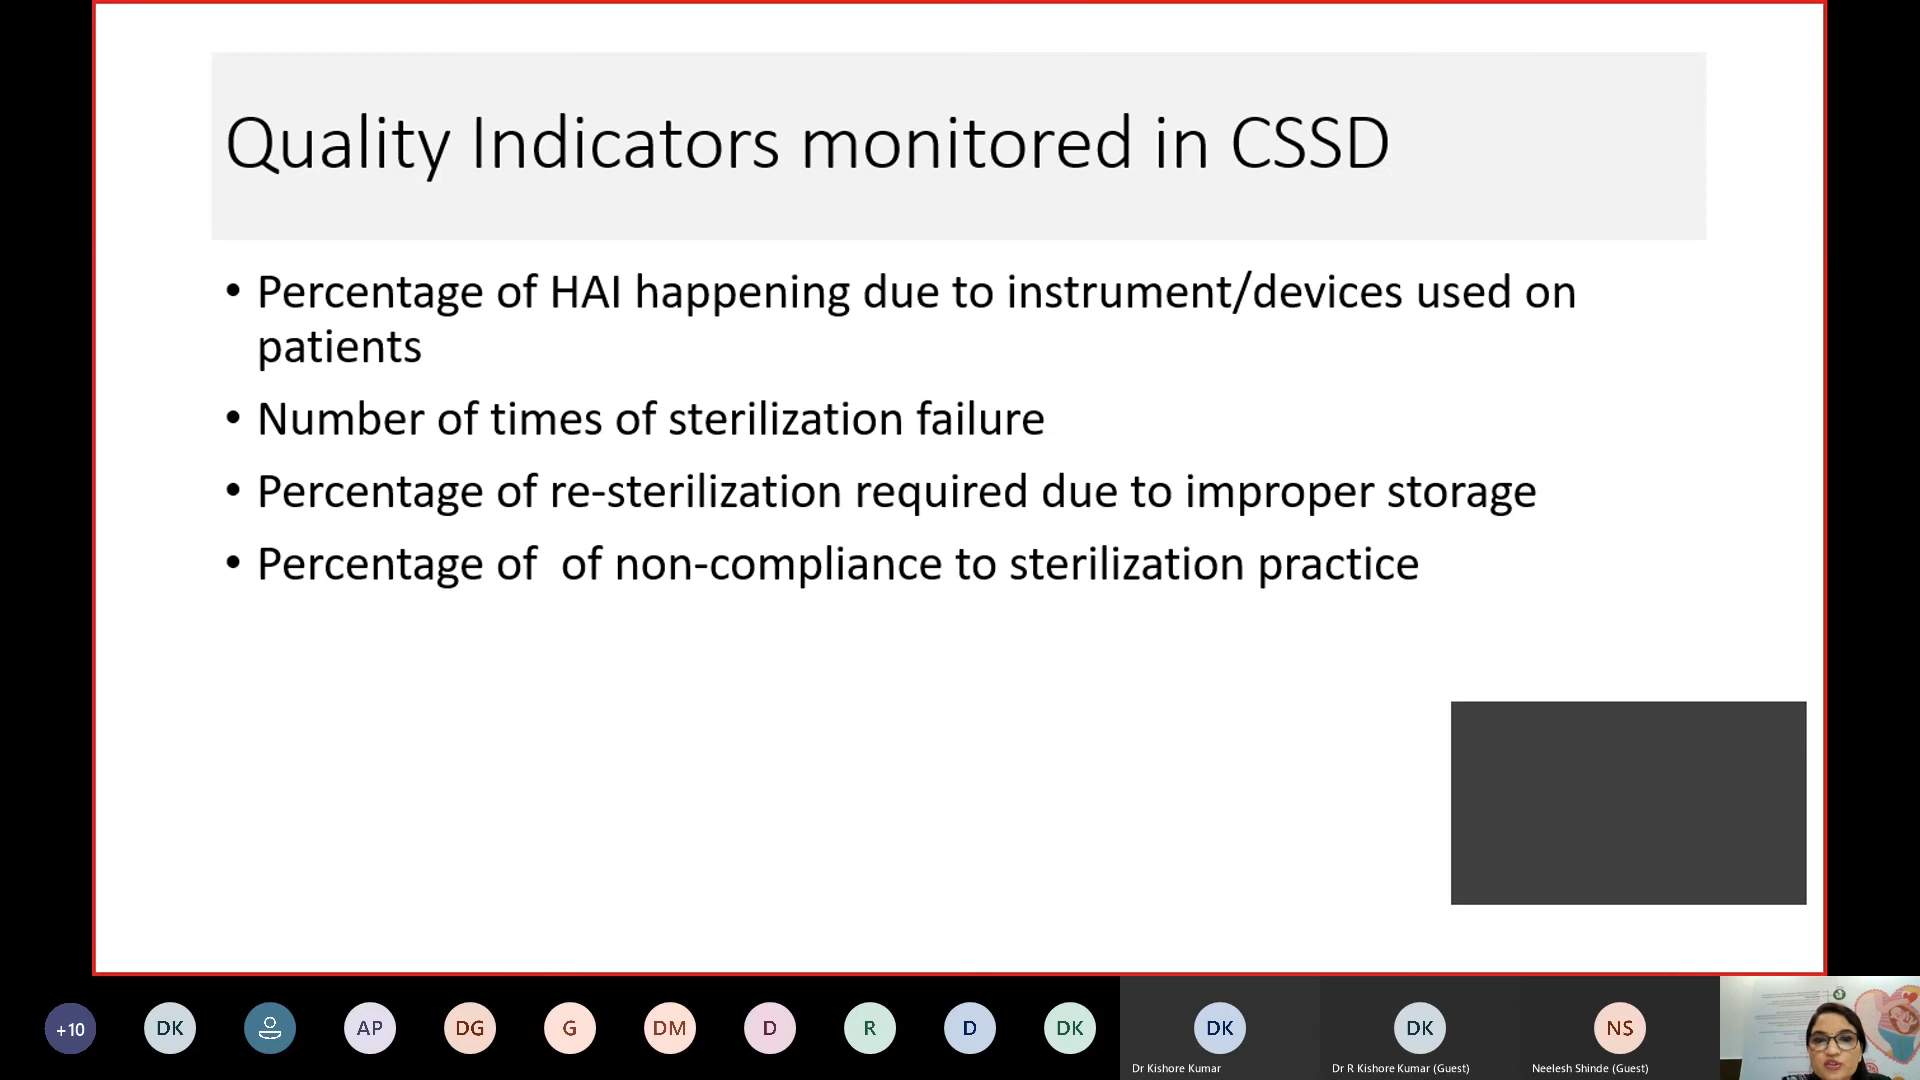 Quality Indicators monitored in CSSD
• Percentage of HAI happening due to instrument/devices used on
patients
• Number of times of sterilization failure
• Percentage of re-sterilization required due to improper storage
• Percentage of  of non-compliance to sterilization practice
+10
DK
AP
DG
G
DM
D
R
D
DK
DK
DK
NS
Dr Kishore Kumar
Dr R Kishore Kumar (Guest)
Neelesh Shinde (Guest)